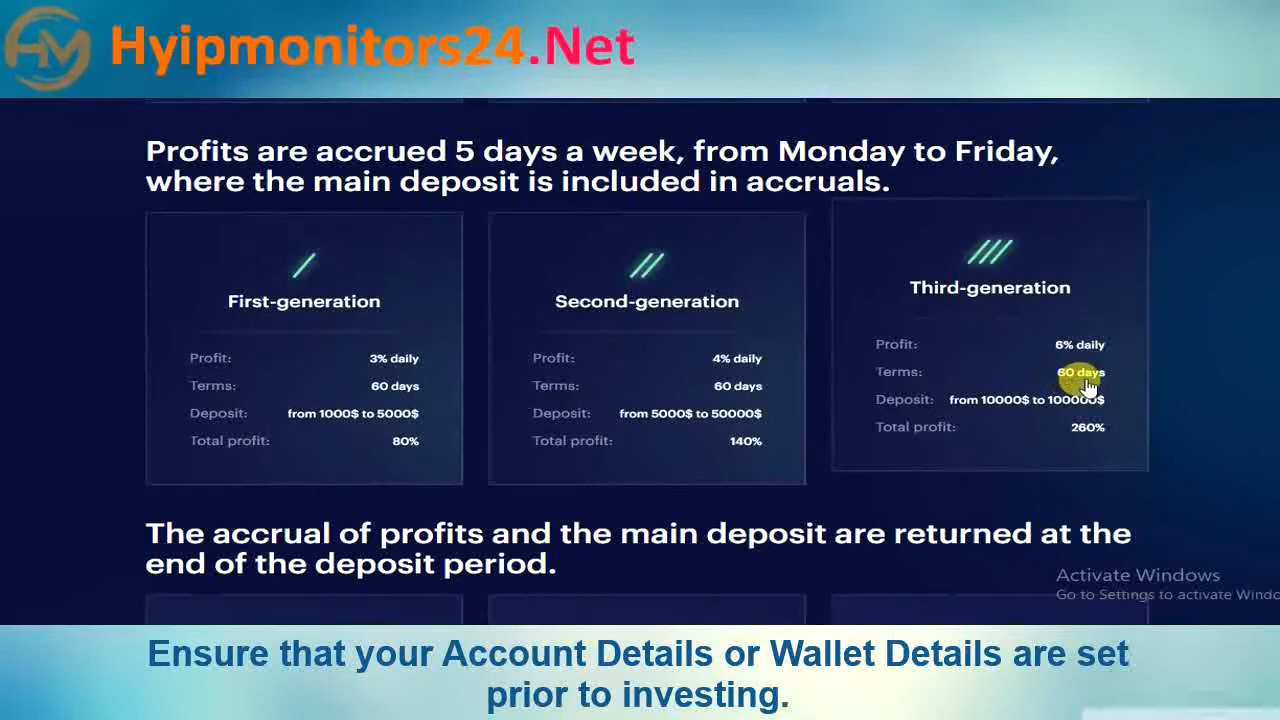 HM
Hyipmonitors24.Net
Profits are accrued 5 days a week, from Monday to Friday,
where the main deposit is included in accruals.
First-generation
Profit: 3% daily
Terms: 60 days
Deposit: from 1000$ to 5000$
Total profit: 80%
Second-generation
Profit: 4% daily
Terms: 60 days
Deposit: from 5000$ to 50000$
Total profit: 140%
Third-generation
Profit: 6% daily
Terms: 60 days
Deposit: from 10000$ to 100000$
Total profit: 260%
The accrual of profits and the main deposit are returned at the
end of the deposit period.
Activate Windows
Go to Settings to activate Windo
Ensure that your Account Details or Wallet Details are set
prior to investing.